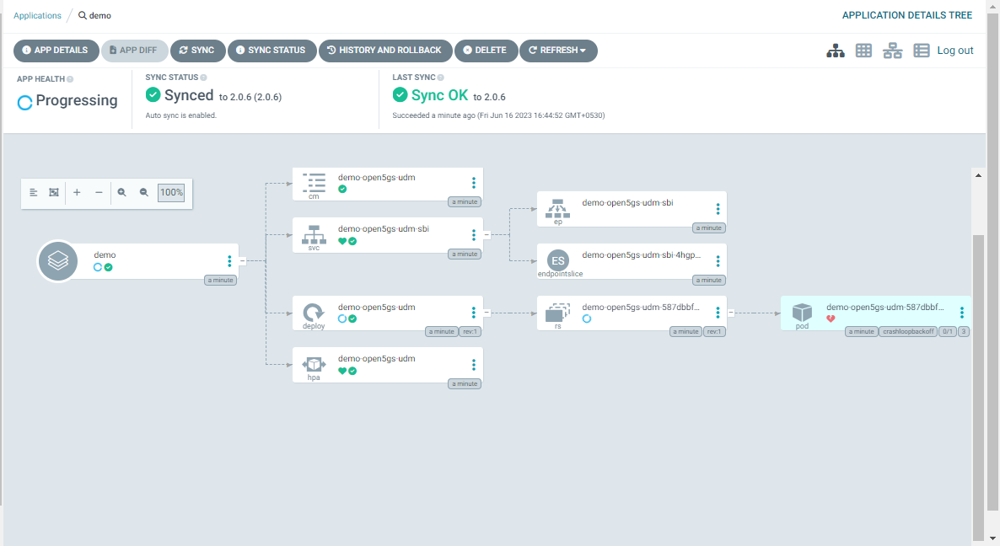 Applications
demo
APPLICATION DETAILS TREE
APP DETAILS
APP DIFF
SYNC
SYNC STATUS
HISTORY AND ROLLBACK
DELETE
REFRESH
Log out
APP HEALTH
Progressing
SYNC STATUS
Synced to 2.0.6 (2.0.6)
Auto sync is enabled.
LAST SYNC
Sync OK to 2.0.6
Succeeded a minute ago (Fri Jun 16 2023 16:44:52 GMT+0530)
100%
demo
a minute
cm
demo-open5gs-udm
a minute
svc
demo-open5gs-udm-sbi
a minute
ep
demo-open5gs-udm-sbi
a minute
ES
endpointslice
demo-open5gs-udm-sbi-4hgp...
a minute
deploy
demo-open5gs-udm
a minute
rev:1
rs
demo-open5gs-udm-587dbbf...
a minute
rev:1
pod
demo-open5gs-udm-587dbbf...
a minute
crashloopbackoff
0/1
3
hpa
demo-open5gs-udm
a minute